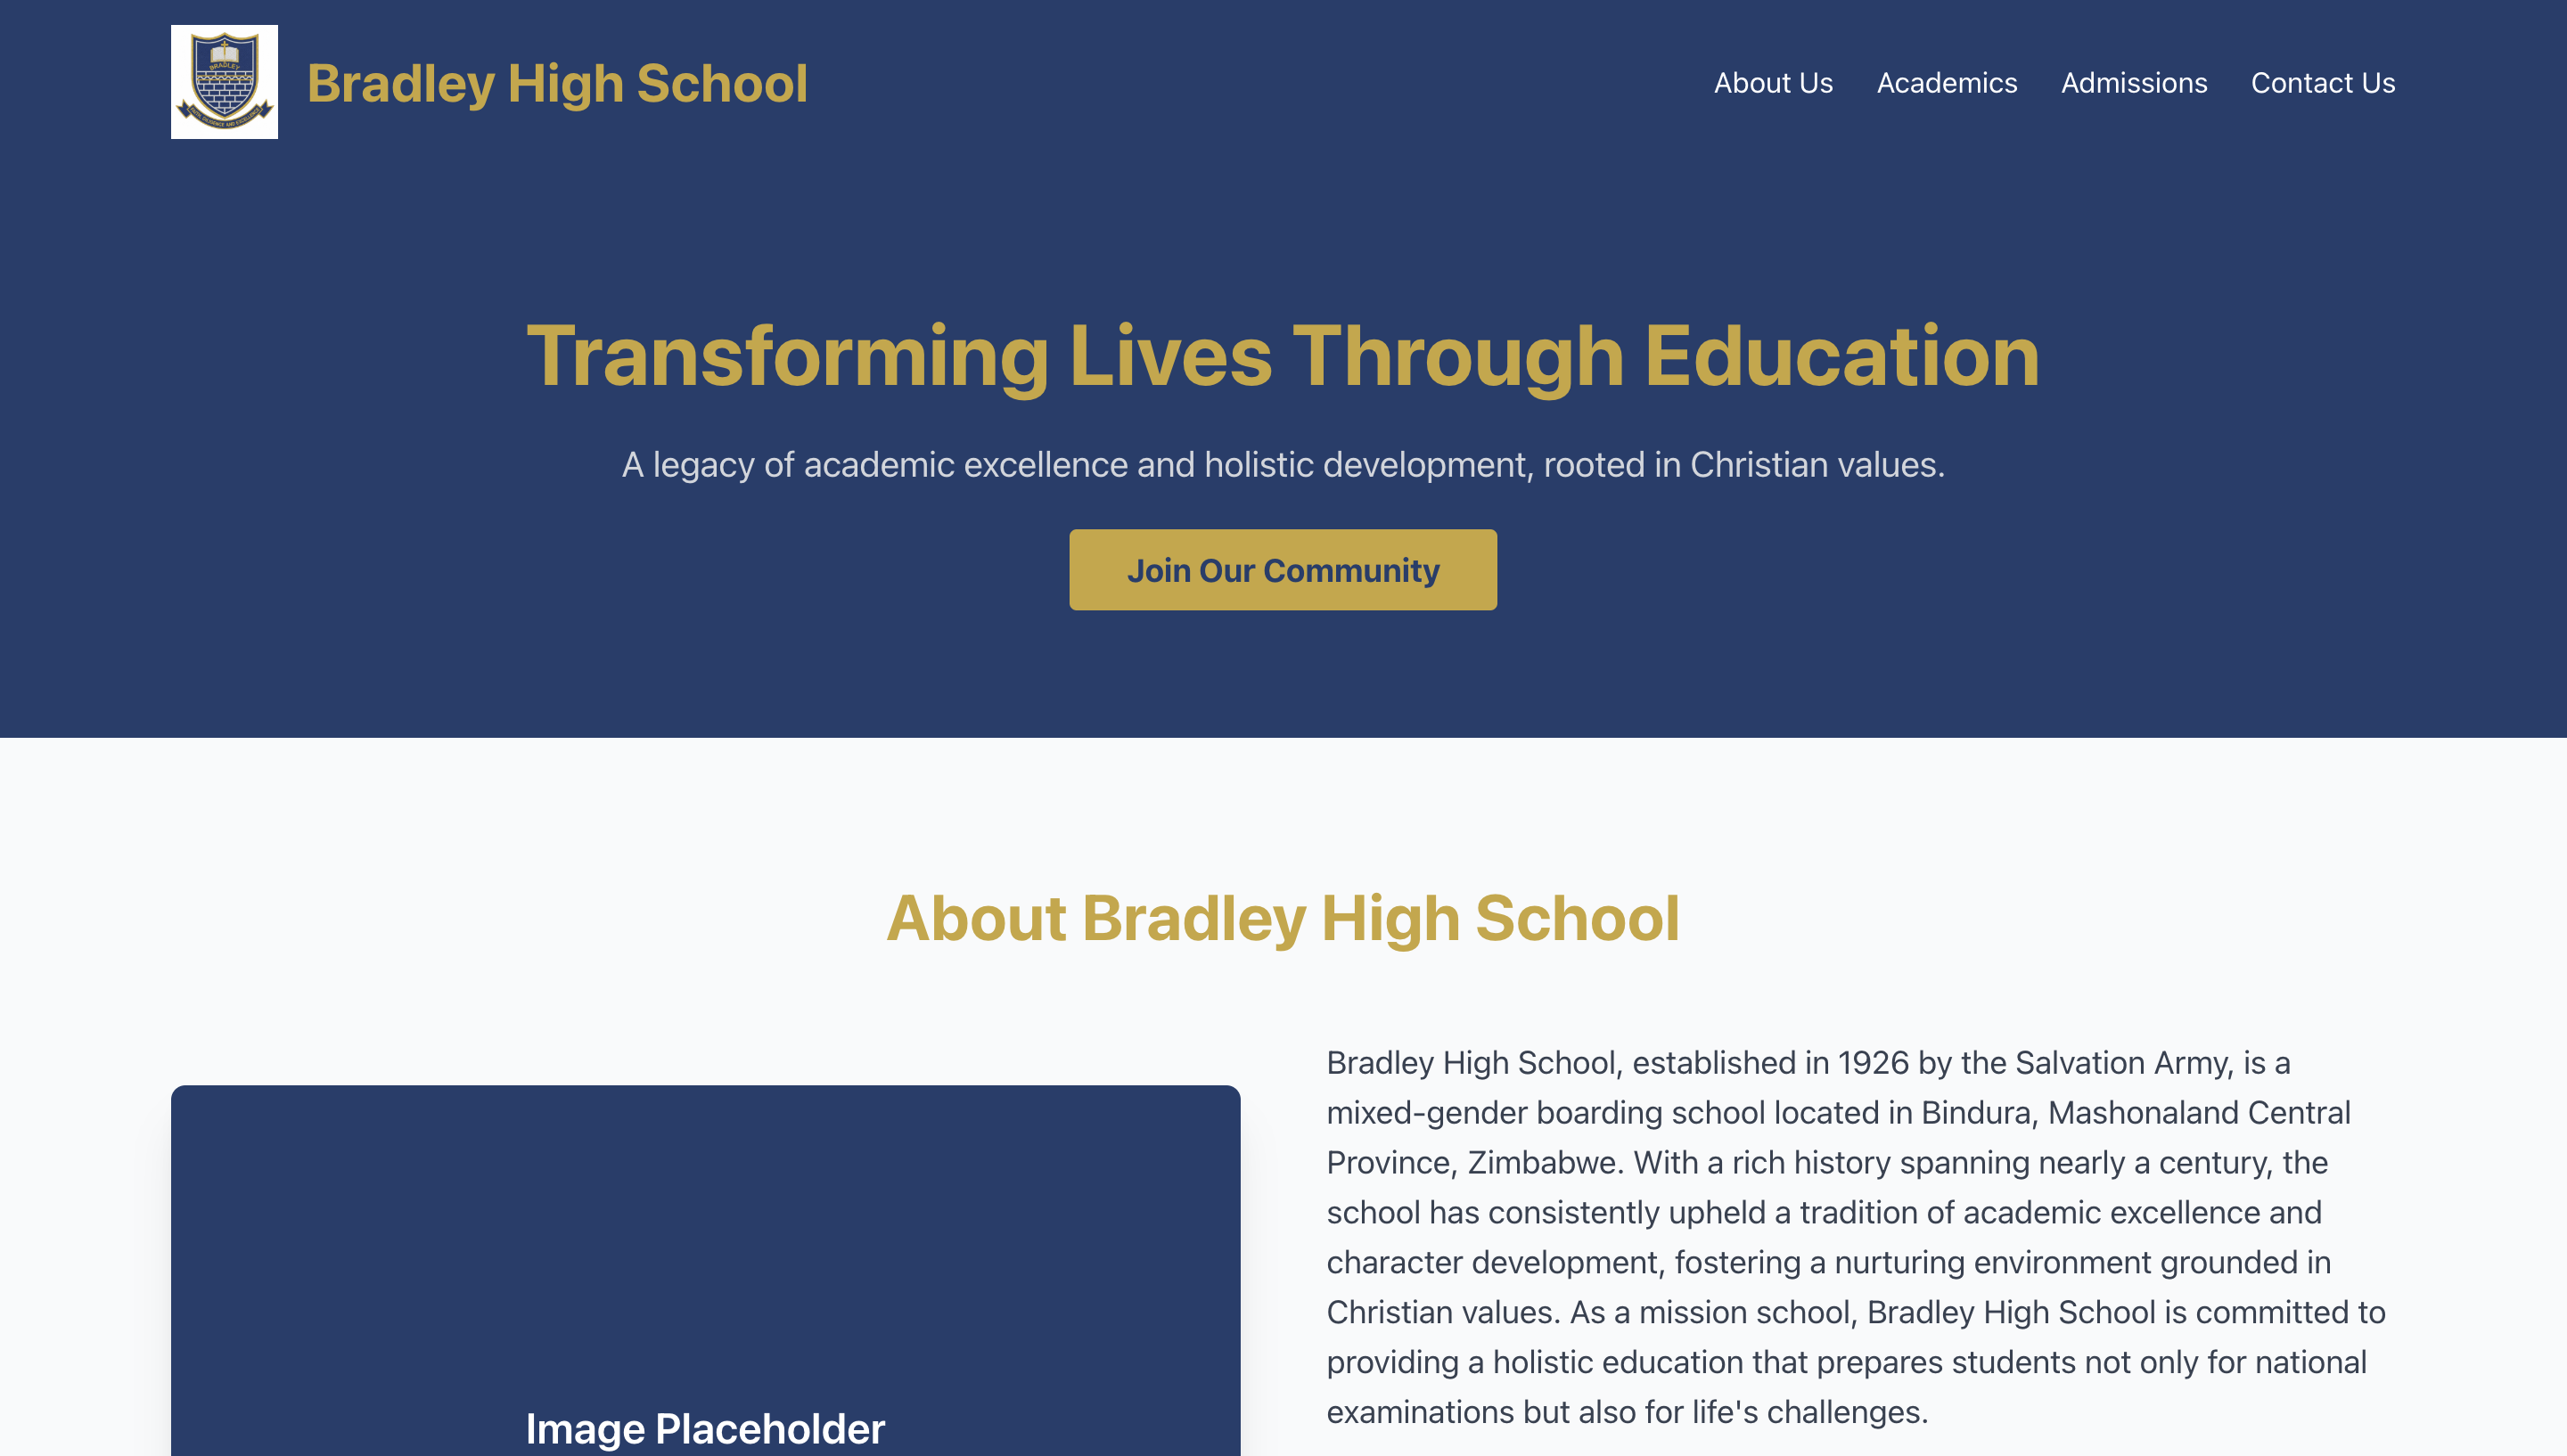 BRADLEY
Bradley High School
About Us
Academics
Admissions
Contact Us
Transforming Lives Through Education
A legacy of academic excellence and holistic development, rooted in Christian values.
Join Our Community
About Bradley High School
Image Placeholder
Bradley High School, established in 1926 by the Salvation Army, is a
mixed-gender boarding school located in Bindura, Mashonaland Central
Province, Zimbabwe. With a rich history spanning nearly a century, the
school has consistently upheld a tradition of academic excellence and
character development, fostering a nurturing environment grounded in
Christian values. As a mission school, Bradley High School is committed to
providing a holistic education that prepares students not only for national
examinations but also for life's challenges.